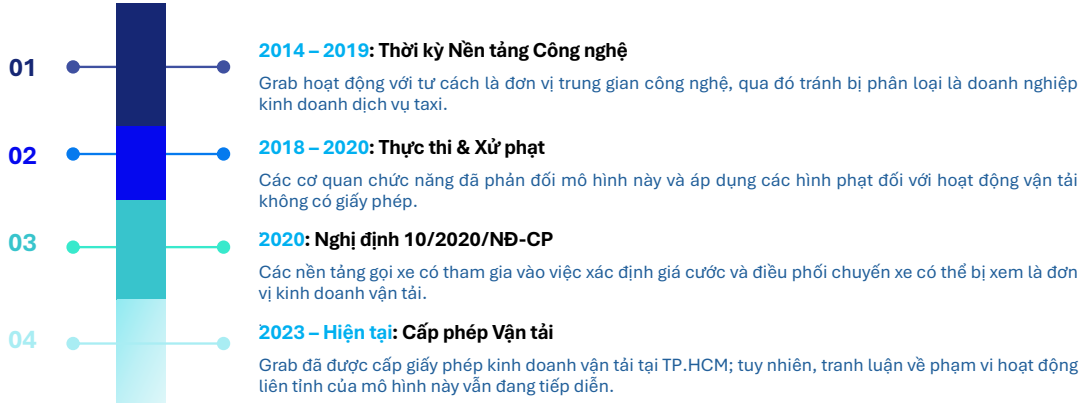 01
2014 – 2019: Thời kỳ Nền tảng Công nghệ
Grab hoạt động với tư cách là đơn vị trung gian công nghệ, qua đó tránh bị phân loại là doanh nghiệp
kinh doanh dịch vụ taxi.
02
2018 – 2020: Thực thi & Xử phạt
Các cơ quan chức năng đã phản đối mô hình này và áp dụng các hình phạt đối với hoạt động vận tải
không có giấy phép.
03
2020: Nghị định 10/2020/NĐ-CP
Các nền tảng gọi xe có tham gia vào việc xác định giá cước và điều phối chuyến xe có thể bị xem là đơn
vị kinh doanh vận tải.
04
2023 – Hiện tại: Cấp phép Vận tải
Grab đã được cấp giấy phép kinh doanh vận tải tại TP.HCM; tuy nhiên, tranh luận về phạm vi hoạt động
liên tỉnh của mô hình này vẫn đang tiếp diễn.